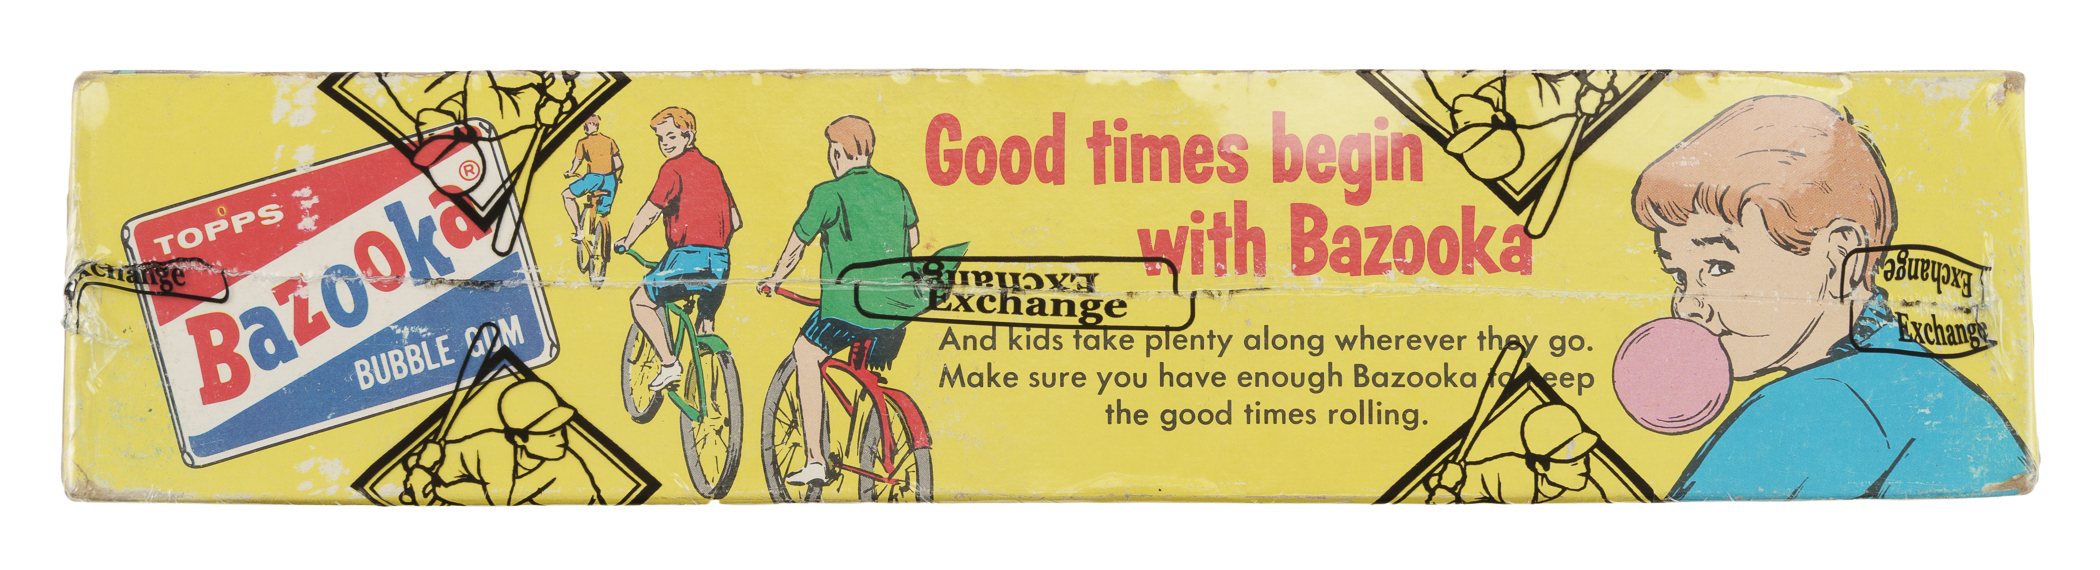 TOPPS
Bazooka ®
BUBBLE GUM
Good times begin
with Bazooka
And kids take plenty along wherever they go.
Make sure you have enough Bazooka to keep
the good times rolling.
Exchange
Exchange
Exchange
Exchange
Exchange